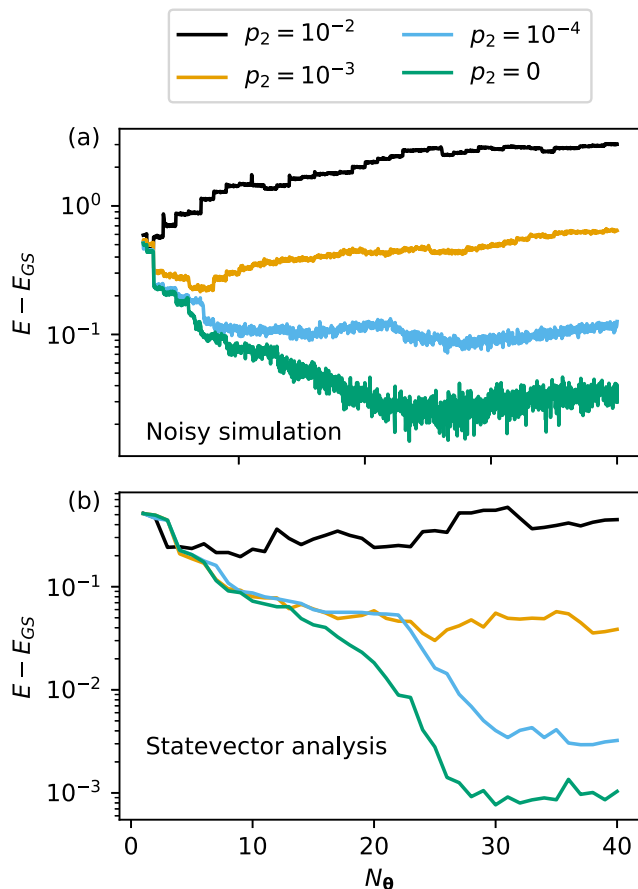 p₂ = 10⁻² p₂ = 10⁻⁴
p₂ = 10⁻³ p₂ = 0
(a)
10⁰
10⁻¹
E − E_GS
Noisy simulation
(b)
10⁻¹
10⁻²
10⁻³
E − E_GS
Statevector analysis
0 10 20 30 40
N_θ